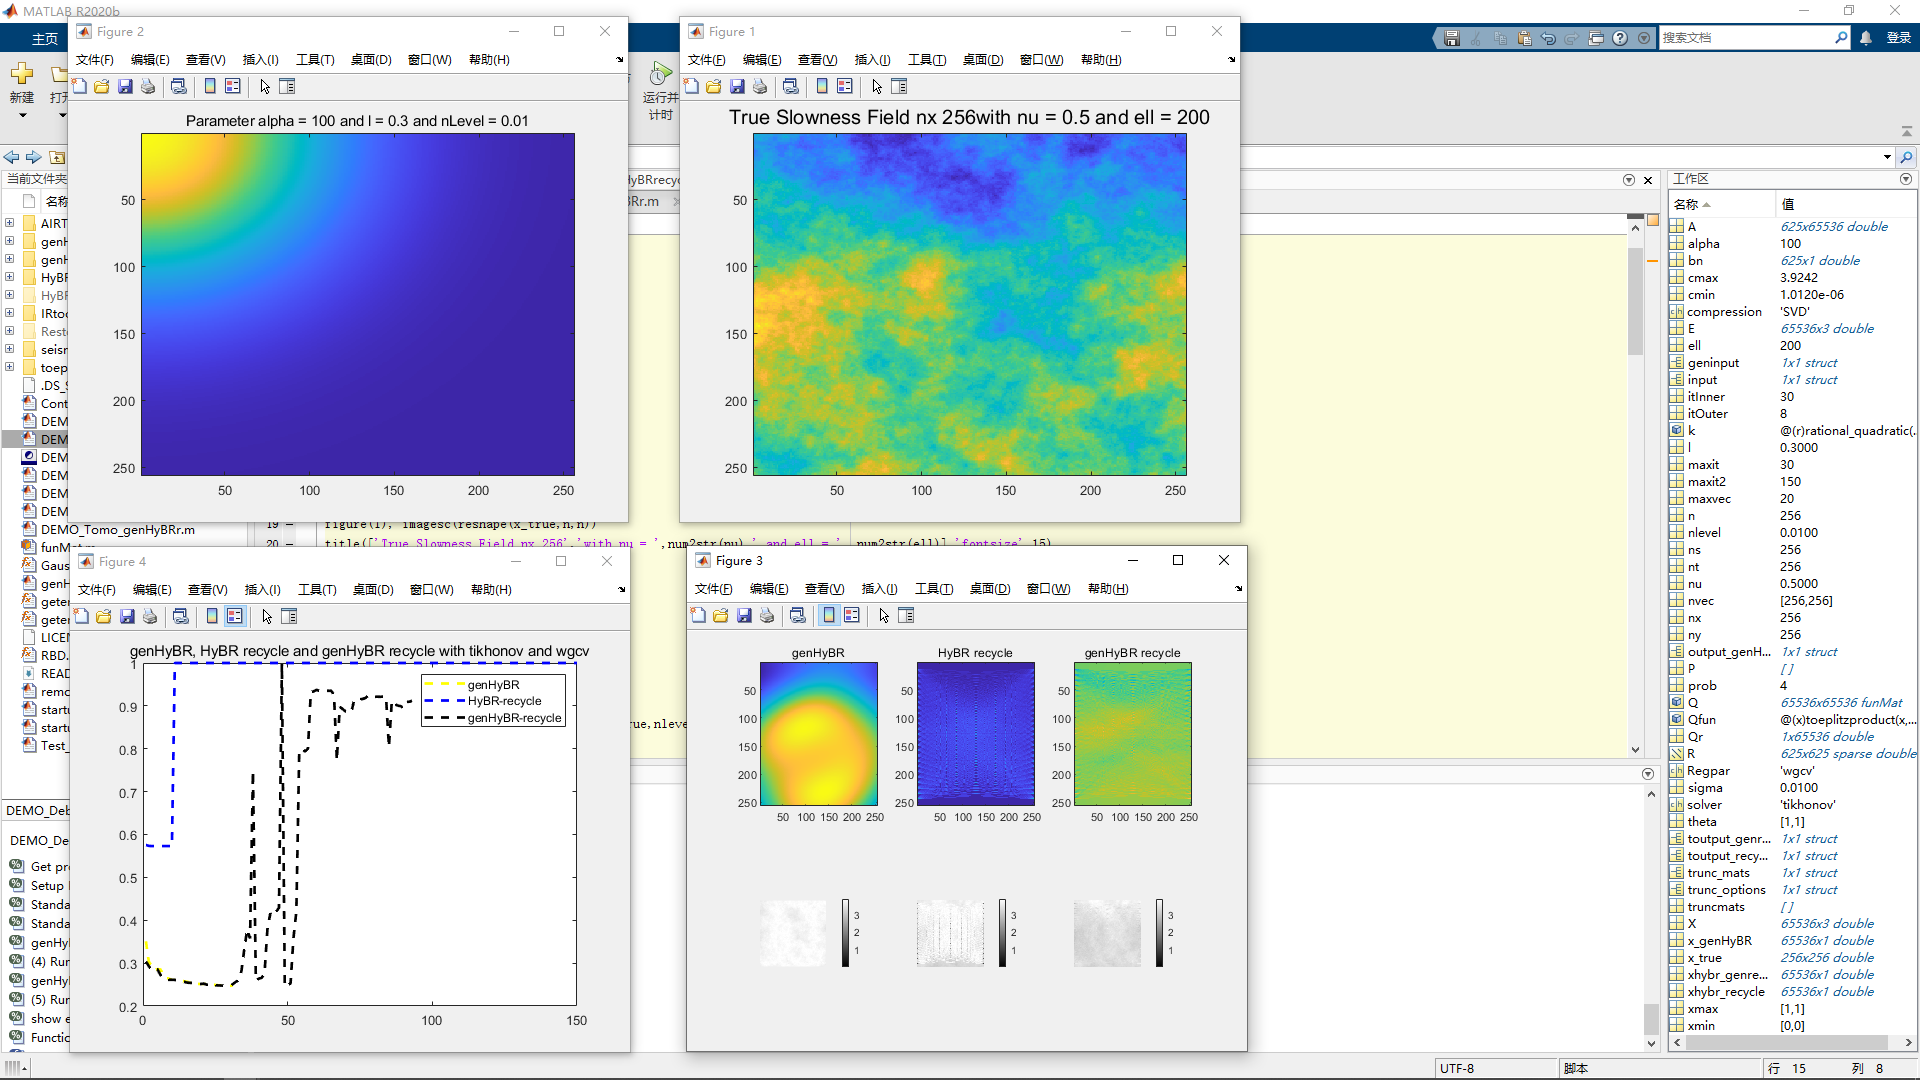 MATLAB R2020b
主页
搜索文档
登录
新建
打开
运行并
计时
Figure 2
文件(F) 编辑(E) 查看(V) 插入(I) 工具(T) 桌面(D) 窗口(W) 帮助(H)
Parameter alpha = 100 and l = 0.3 and nLevel = 0.01
50
100
150
200
250
50 100 150 200 250
Figure 1
文件(F) 编辑(E) 查看(V) 插入(I) 工具(T) 桌面(D) 窗口(W) 帮助(H)
True Slowness Field nx 256with nu = 0.5 and ell = 200
50
100
150
200
250
50 100 150 200 250
当前文件夹
名称
AIRT
genH
genH
HyBR
HyBR
IRtoo
Resto
seism
toep
.DS_S
Cont
DEM
DEM
DEM
DEM
DEM
DEM
DEMO_Tomo_genHyBRr.m
funMat.m
Gaus
genH
geter
geter
LICEN
RBD.
READ
remo
startu
startu
Test_
DEMO_Deb
DEMO_De
Get pr
Setup
Standa
Standa
genHy
(4) Run
genHy
(5) Run
show e
Functio
HyBRrecyc
Rr.m
19 figure(1), imagesc(reshape(x_true,n,n))
20 title(['True Slowness Field nx 256','with nu = ',num2str(nu),' and ell = ', num2str(ell)],'fontsize',15)
rue,nleve
Figure 4
文件(F) 编辑(E) 查看(V) 插入(I) 工具(T) 桌面(D) 窗口(W) 帮助(H)
genHyBR, HyBR recycle and genHyBR recycle with tikhonov and wgcv
genHyBR
HyBR-recycle
genHyBR-recycle
1
0.9
0.8
0.7
0.6
0.5
0.4
0.3
0.2
0 50 100 150
Figure 3
文件(F) 编辑(E) 查看(V) 插入(I) 工具(T) 桌面(D) 窗口(W) 帮助(H)
genHyBR
50
100
150
200
250
50 100 150 200 250
HyBR recycle
50
100
150
200
250
50 100 150 200 250
genHyBR recycle
50
100
150
200
250
50 100 150 200 250
3
2
1
3
2
1
3
2
1
工作区
名称 值
A 625x65536 double
alpha 100
bn 625x1 double
cmax 3.9242
cmin 1.0120e-06
compression 'SVD'
E 65536x3 double
ell 200
geninput 1x1 struct
input 1x1 struct
itInner 30
itOuter 8
k @(r)rational_quadratic(...
l 0.3000
maxit 30
maxit2 150
maxvec 20
n 256
nlevel 0.0100
ns 256
nt 256
nu 0.5000
nvec [256,256]
nx 256
ny 256
output_genH... 1x1 struct
P []
prob 4
Q 65536x65536 funMat
Qfun @(x)toeplitzproduct(x,...
Qr 1x65536 double
R 625x625 sparse double
Regpar 'wgcv'
sigma 0.0100
solver 'tikhonov'
theta [1,1]
toutput_genr... 1x1 struct
toutput_recy... 1x1 struct
trunc_mats 1x1 struct
trunc_options 1x1 struct
truncmats []
X 65536x3 double
x_genHyBR 65536x1 double
x_true 256x256 double
xhybr_genre... 65536x1 double
xhybr_recycle 65536x1 double
xmax [1,1]
xmin [0,0]
UTF-8
脚本
行 15
列 8